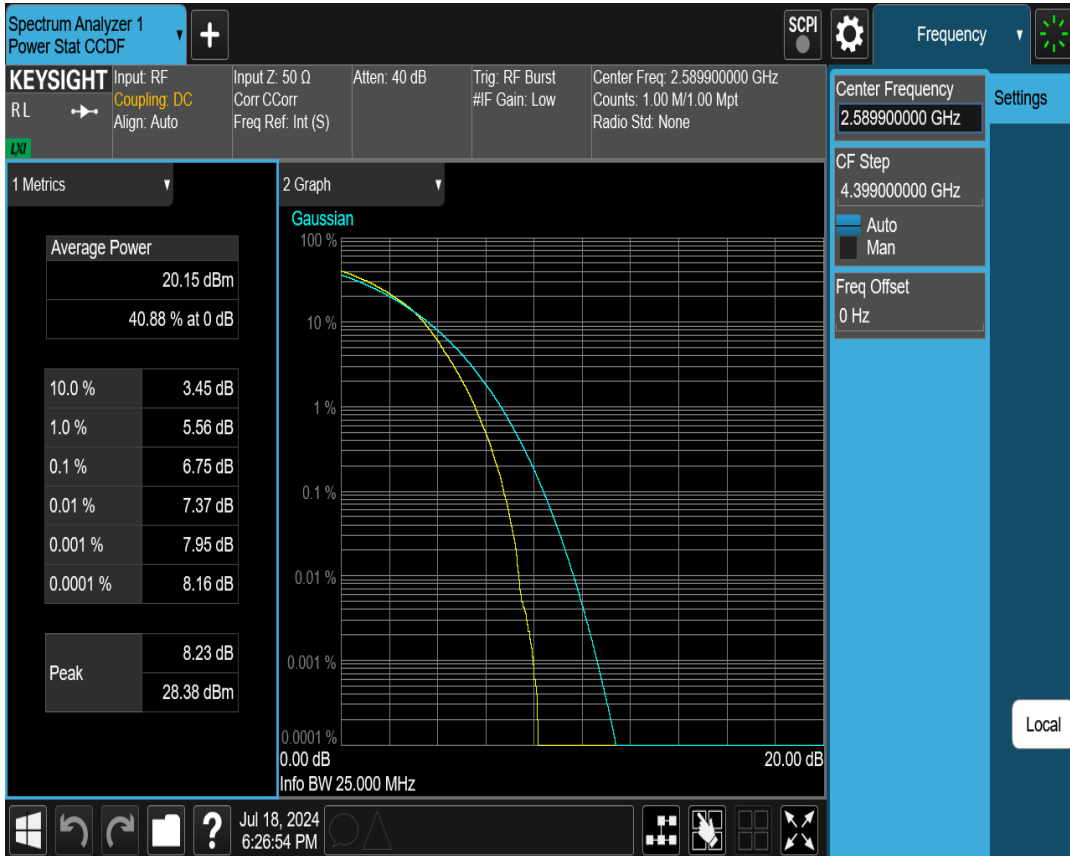 Spectrum Analyzer 1
Power Stat CCDF
+
SCPI
Frequency
KEYSIGHT
RL
LXI
Input: RF
Coupling: DC
Align: Auto
Input Z: 50 Ω
Corr CCorr
Freq Ref: Int (S)
Atten: 40 dB
Trig: RF Burst
#IF Gain: Low
Center Freq: 2.589900000 GHz
Counts: 1.00 M/1.00 Mpt
Radio Std: None
Center Frequency
2.589900000 GHz
Settings
CF Step
4.399000000 GHz
Auto
Man
Freq Offset
0 Hz
1 Metrics
Average Power
20.15 dBm
40.88 % at 0 dB
10.0 % 3.45 dB
1.0 % 5.56 dB
0.1 % 6.75 dB
0.01 % 7.37 dB
0.001 % 7.95 dB
0.0001 % 8.16 dB
Peak
8.23 dB
28.38 dBm
2 Graph
Gaussian
100 %
10 %
1 %
0.1 %
0.01 %
0.001 %
0.0001 %
0.00 dB 20.00 dB
Info BW 25.000 MHz
Local
?
Jul 18, 2024
6:26:54 PM